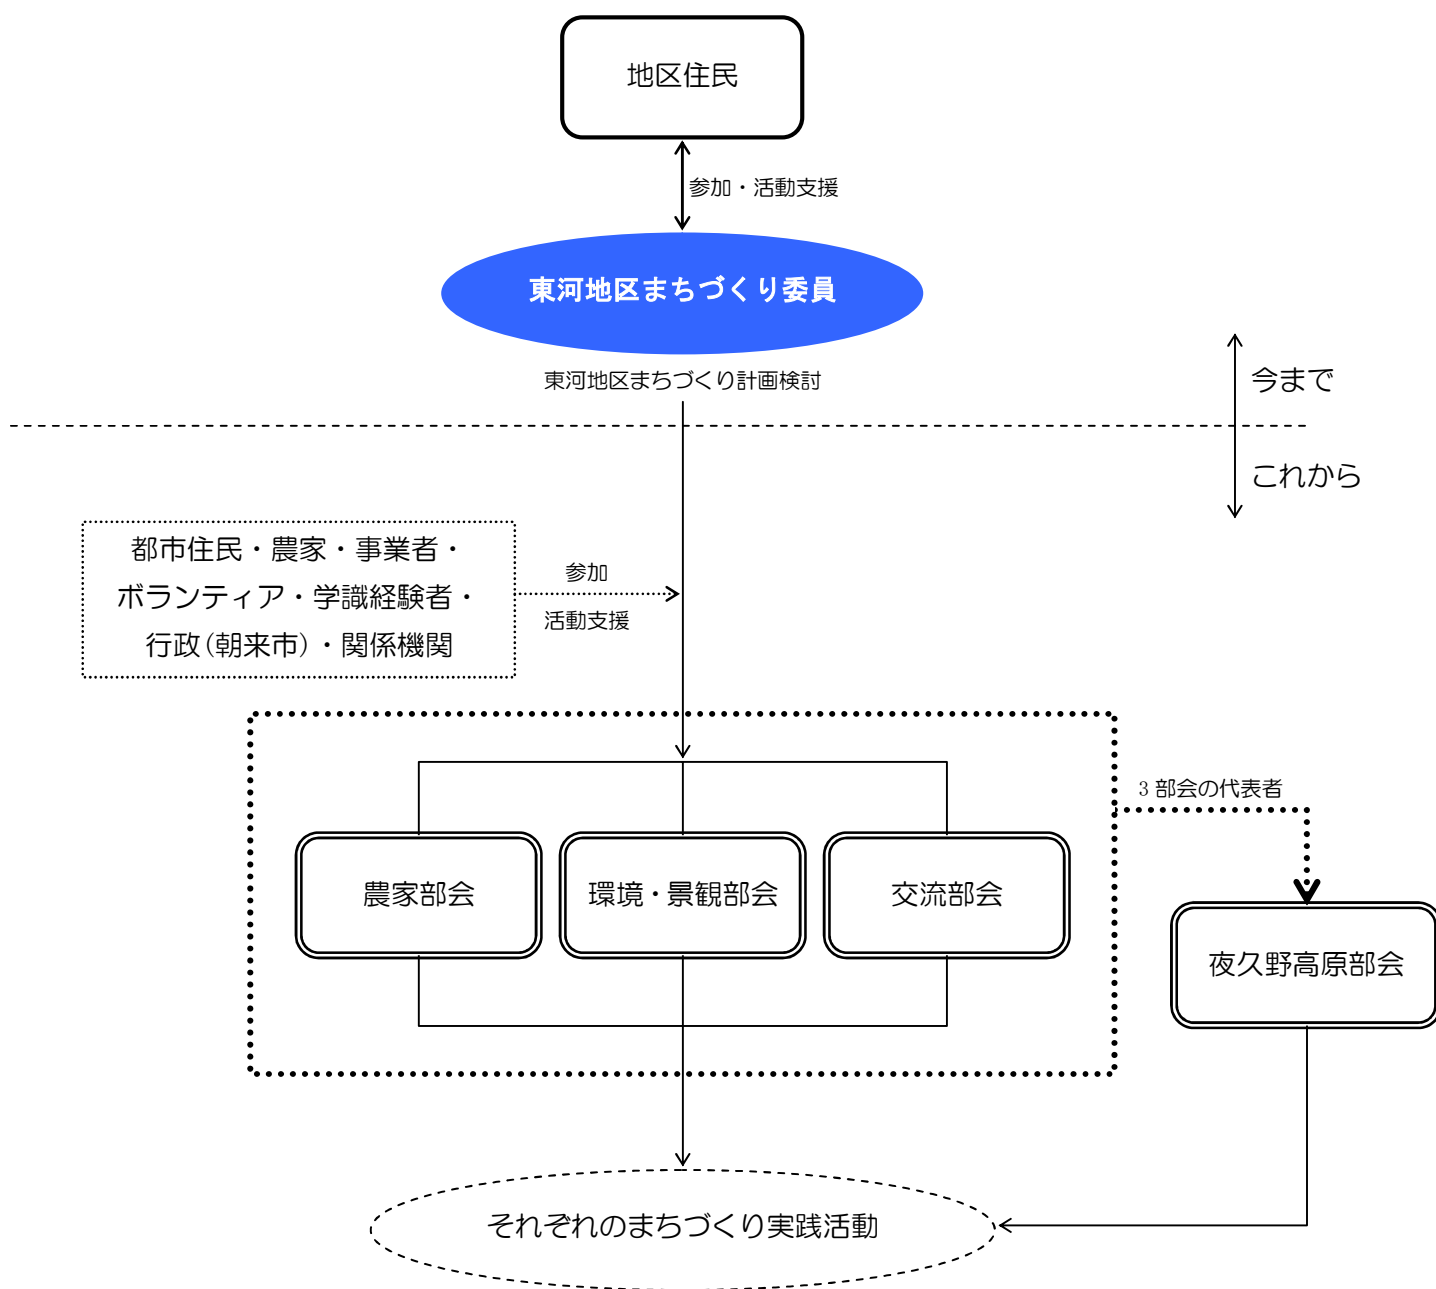 地区住民
参加・活動支援
東河地区まちづくり委員
東河地区まちづくり計画検討
今まで
これから
都市住民・農家・事業者・
ボランティア・学識経験者・
行政(朝来市)・関係機関
参加
活動支援
3 部会の代表者
農家部会
環境・景観部会
交流部会
夜久野高原部会
それぞれのまちづくり実践活動